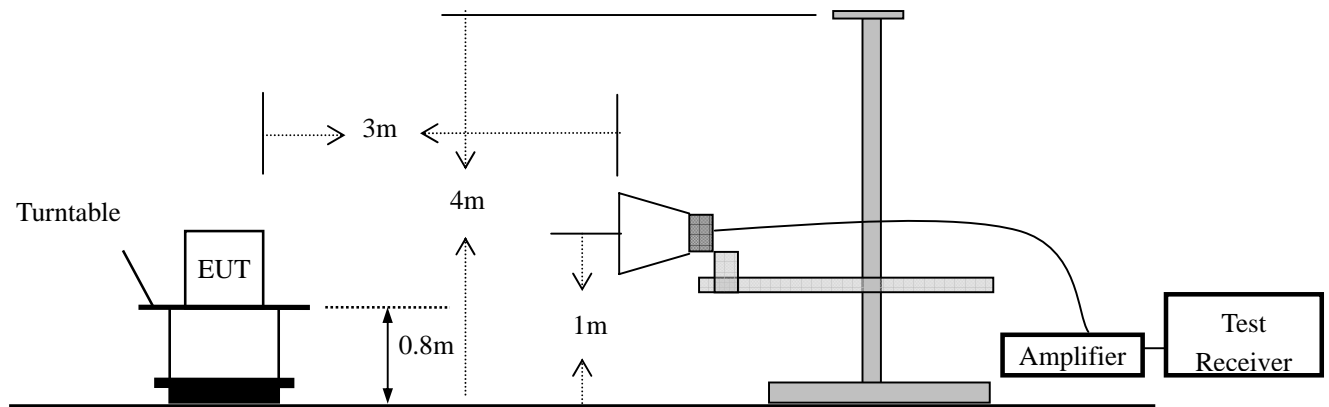 3m
4m
Turntable
EUT
1m
0.8m
Test
Receiver
Amplifier